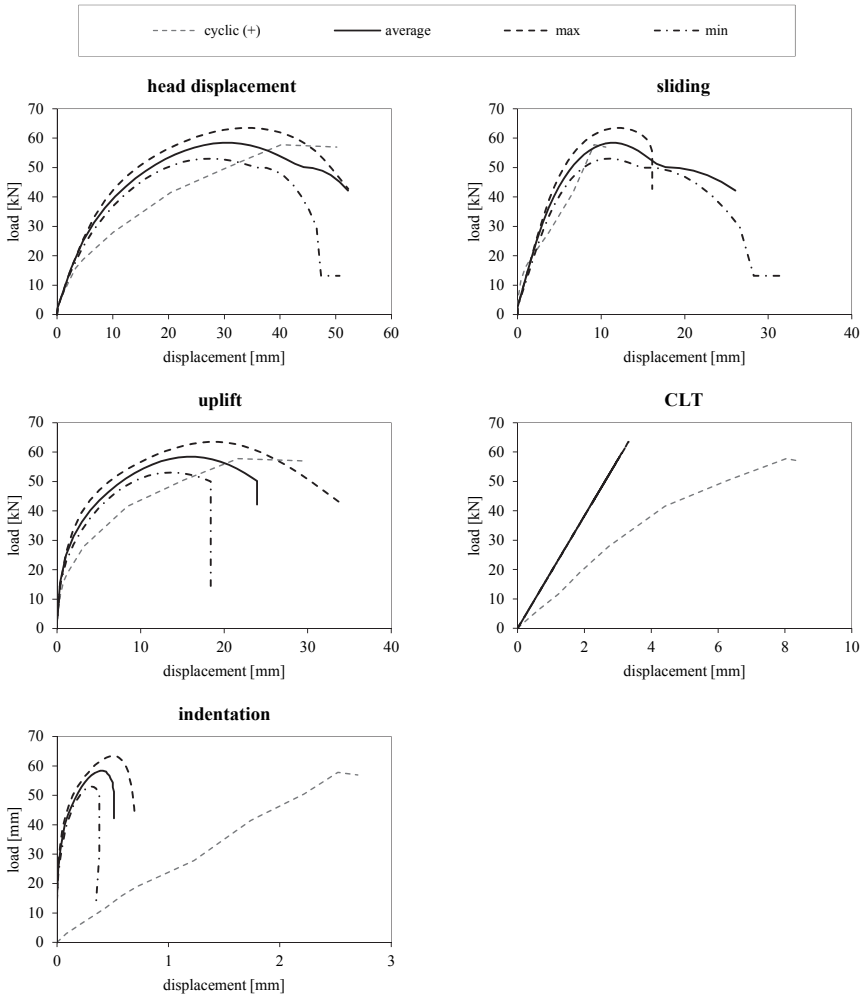 cyclic (+) average max min
head displacement
70
60
50
40
30
20
10
0
load [kN]
0 10 20 30 40 50 60
displacement [mm]
sliding
70
60
50
40
30
20
10
0
load [kN]
0 10 20 30 40
displacement [mm]
uplift
70
60
50
40
30
20
10
0
load [kN]
0 10 20 30 40
displacement [mm]
CLT
70
60
50
40
30
20
10
0
load [kN]
0 2 4 6 8 10
displacement [mm]
indentation
70
60
50
40
30
20
10
0
load [mm]
0 1 2 3
displacement [mm]